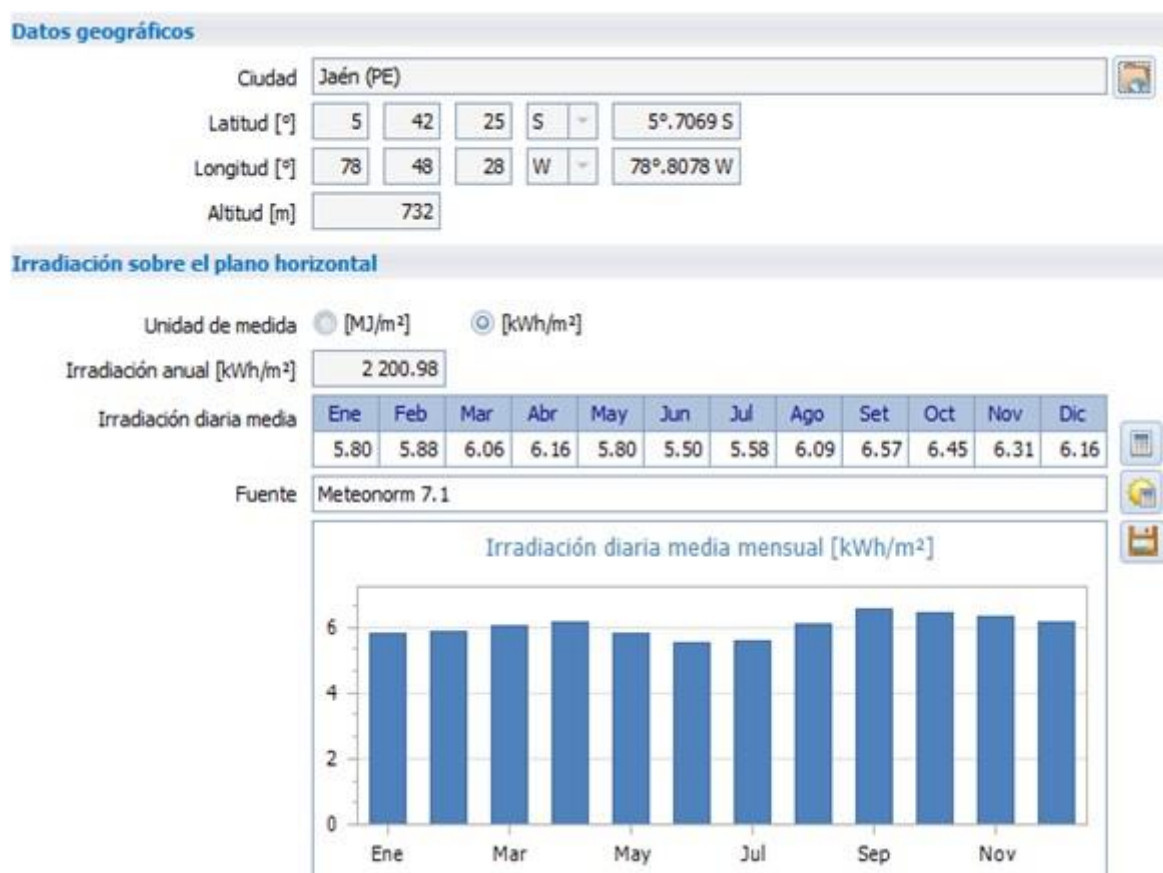 Datos geográficos
Ciudad Jaén (PE)
Latitud [°] 5 42 25 S 5°.7069 S
Longitud [°] 78 48 28 W 78°.8078 W
Altitud [m] 732
Irradiación sobre el plano horizontal
Unidad de medida [MJ/m²] [kWh/m²]
Irradiación anual [kWh/m²] 2 200.98
Irradiación diaria media Ene Feb Mar Abr May Jun Jul Ago Set Oct Nov Dic
5.80 5.88 6.06 6.16 5.80 5.50 5.58 6.09 6.57 6.45 6.31 6.16
Fuente Meteonorm 7.1
Irradiación diaria media mensual [kWh/m²]
6
4
2
0
Ene Mar May Jul Sep Nov